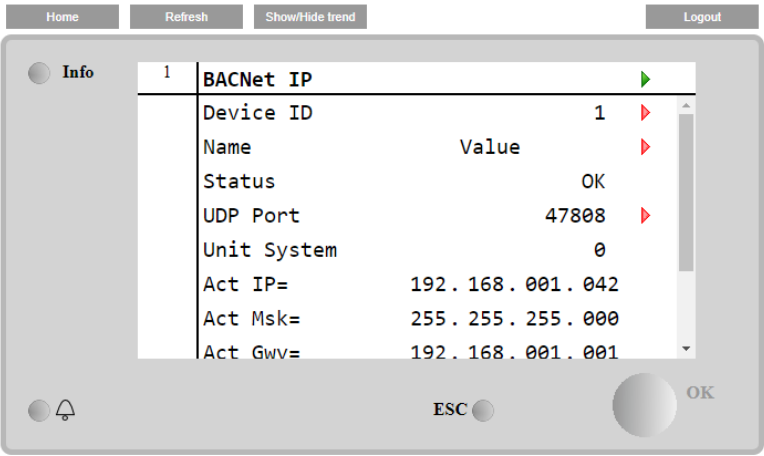 Home Refresh Show/Hide trend Logout
Info
1 BACNet IP
Device ID 1
Name Value
Status OK
UDP Port 47808
Unit System 0
Act IP= 192.168.001.042
Act Msk= 255.255.255.000
Act Gwy= 192.168.001.001
ESC OK